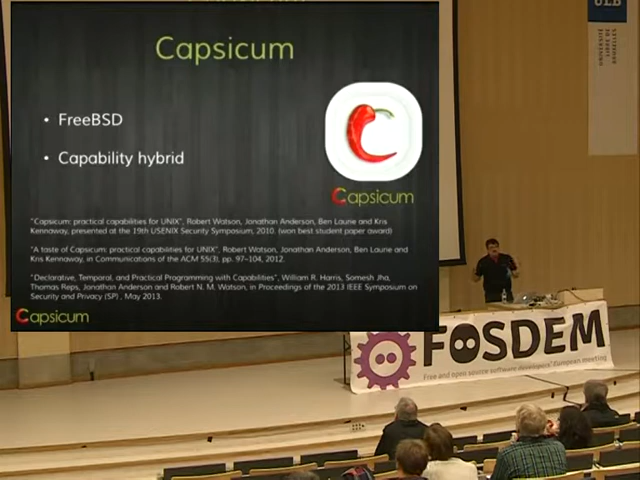 Capsicum
• FreeBSD
• Capability hybrid
Capsicum
"Capsicum: practical capabilities for UNIX", Robert Watson, Jonathan Anderson, Ben Laurie and Kris
Kennaway, presented at the 19th USENIX Security Symposium, 2010. (won best student paper award)
"A taste of Capsicum: practical capabilities for UNIX", Robert Watson, Jonathan Anderson, Ben Laurie and
Kris Kennaway, in Communications of the ACM 55(3), pp. 97-104, 2012.
"Declarative, Temporal, and Practical Programming with Capabilities", William R. Harris, Somesh Jha,
Thomas Reps, Jonathan Anderson and Robert N. M. Watson, in Proceedings of the 2013 IEEE Symposium on
Security and Privacy (SP) , May 2013.
Capsicum
ULB
UNIVERSITÉ
LIBRE DE
BRUXELLES
FOSDEM
Free and open source software developers' European meeting